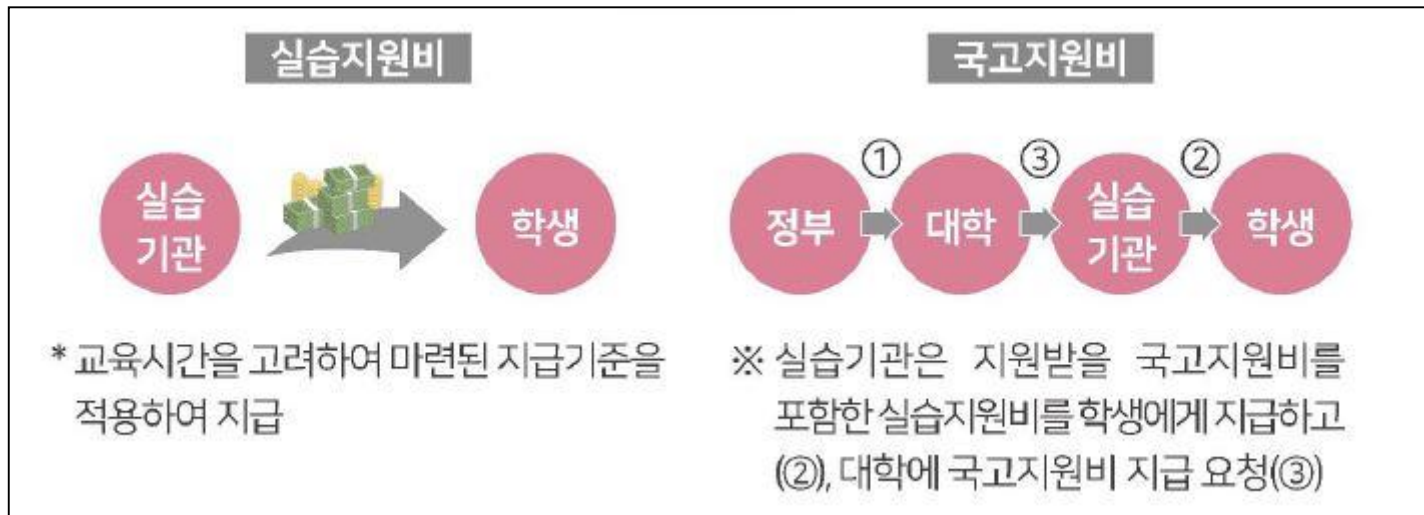 실습지원비
실습
기관
학생
* 교육시간을 고려하여 마련된 지급기준을
적용하여 지급
국고지원비
① ③ ②
정부
대학
실습
기관
학생
※ 실습기관은 지원받을 국고지원비를
포함한 실습지원비를 학생에게 지급하고
(②), 대학에 국고지원비 지급 요청(③)